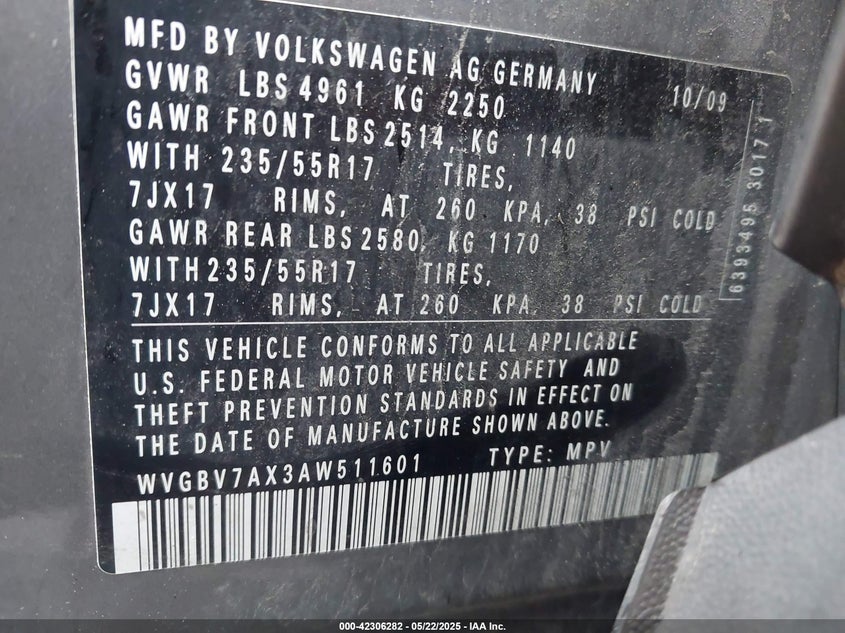 MFD BY VOLKSWAGEN AG GERMANY 10/09
GVWR LBS 4961 KG 2250
GAWR FRONT LBS 2514, KG 1140
WITH 235/55R17 TIRES,
7JX17 RIMS, AT 260 KPA, 38 PSI COLD
GAWR REAR LBS 2580, KG 1170
WITH 235/55R17 TIRES,
7JX17 RIMS, AT 260 KPA, 38 PSI COLD
THIS VEHICLE CONFORMS TO ALL APPLICABLE
U.S. FEDERAL MOTOR VEHICLE SAFETY AND
THEFT PREVENTION STANDARDS IN EFFECT ON
THE DATE OF MANUFACTURE SHOWN ABOVE.
WVGBV7AX3AW511601 TYPE: MPV
6393495 3017 1
000-42306282 - 05/22/2025 - IAA Inc.